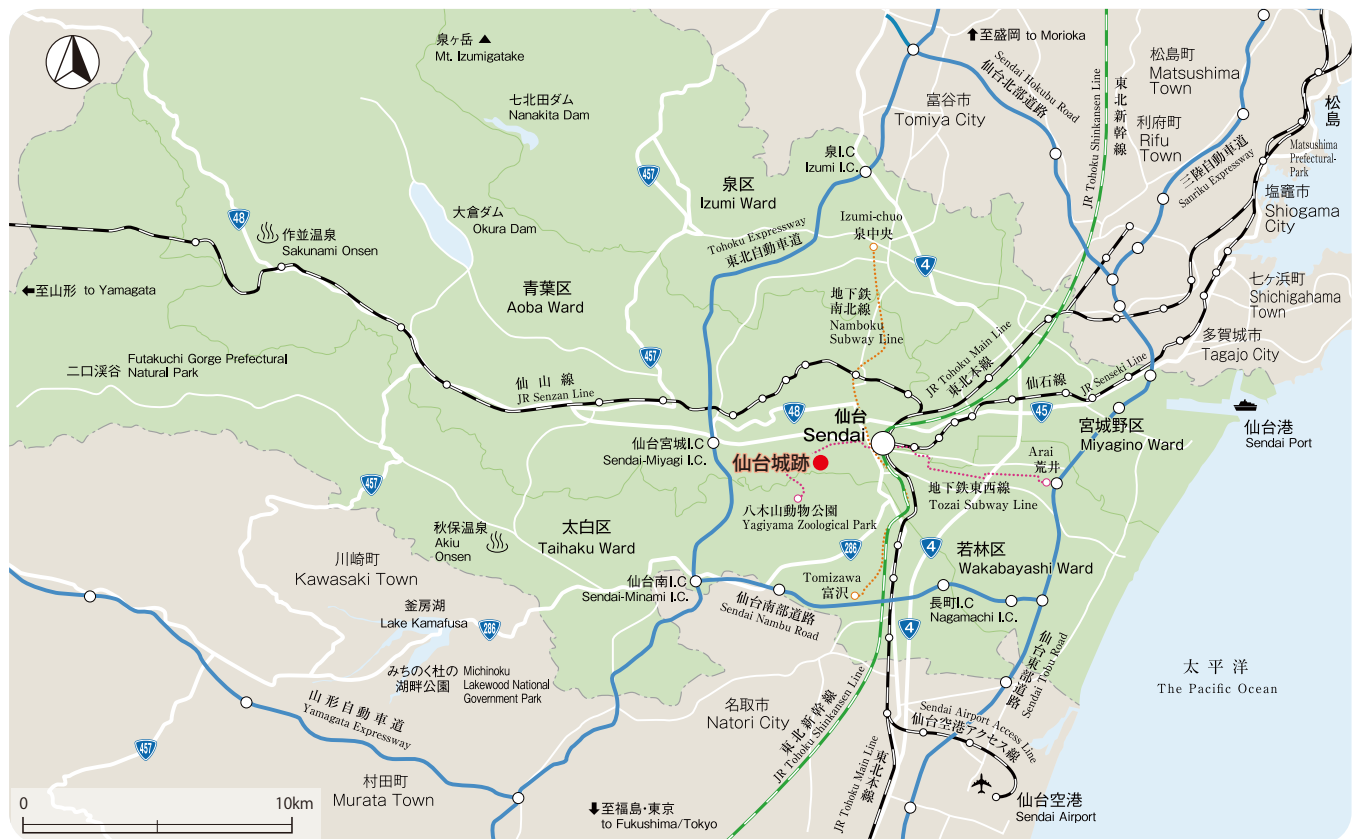 泉ヶ岳 ▲
Mt. Izumigatake
七北田ダム
Nanakita Dam
↑至盛岡 to Morioka
Sendai Hokubu Road
仙台北部道路
富谷市
Tomiya City
JR Tohoku Shinkansen Line
東北新幹線
松島町
Matsushima
Town
利府町
Rifu
Town
三陸自動車道
Sanriku Expressway
松島
Matsushima
Prefectural-
Park
塩竈市
Shiogama
City
七ヶ浜町
Shichigahama
Town
多賀城市
Tagajo City
泉I.C
Izumi I.C.
457
泉区
Izumi Ward
Izumi-chuo
泉中央
Tohoku Expressway
東北自動車道
4
48
作並温泉
Sakunami Onsen
大倉ダム
Okura Dam
←至山形 to Yamagata
青葉区
Aoba Ward
地下鉄
南北線
Namboku
Subway Line
457
JR Tohoku Main Line
東北本線
Futakuchi Gorge Prefectural
二口渓谷 Natural Park
仙山線
JR Senzan Line
48
仙台
Sendai
仙石線
JR Senseki Line
45
宮城野区
Miyagino Ward
仙台港
Sendai Port
仙台宮城I.C
Sendai-Miyagi I.C.
仙台城跡
Arai
荒井
地下鉄東西線
Tozai Subway Line
八木山動物公園
Yagiyama Zoological Park
457
秋保温泉
Akiu
Onsen
太白区
Taihaku Ward
286
4
若林区
Wakabayashi Ward
川崎町
Kawasaki Town
仙台南I.C
Sendai-Minami I.C.
Tomizawa
富沢
仙台南部道路
Sendai Nambu Road
長町I.C
Nagamachi I.C.
釜房湖
Lake Kamafusa
286
4
仙台東部道路
Sendai Tobu Road
みちのく杜の Michinoku
湖畔公園 Lakewood National
Government Park
太平洋
The Pacific Ocean
山形自動車道
Yamagata Expressway
名取市
Natori City
東北新幹線
JR Tohoku Shinkansen Line
Sendai Airport Access Line
仙台空港アクセス線
457
村田町
Murata Town
JR Tohoku Main Line
東北本線
仙台空港
Sendai Airport
↓至福島・東京
to Fukushima/Tokyo
0 10km